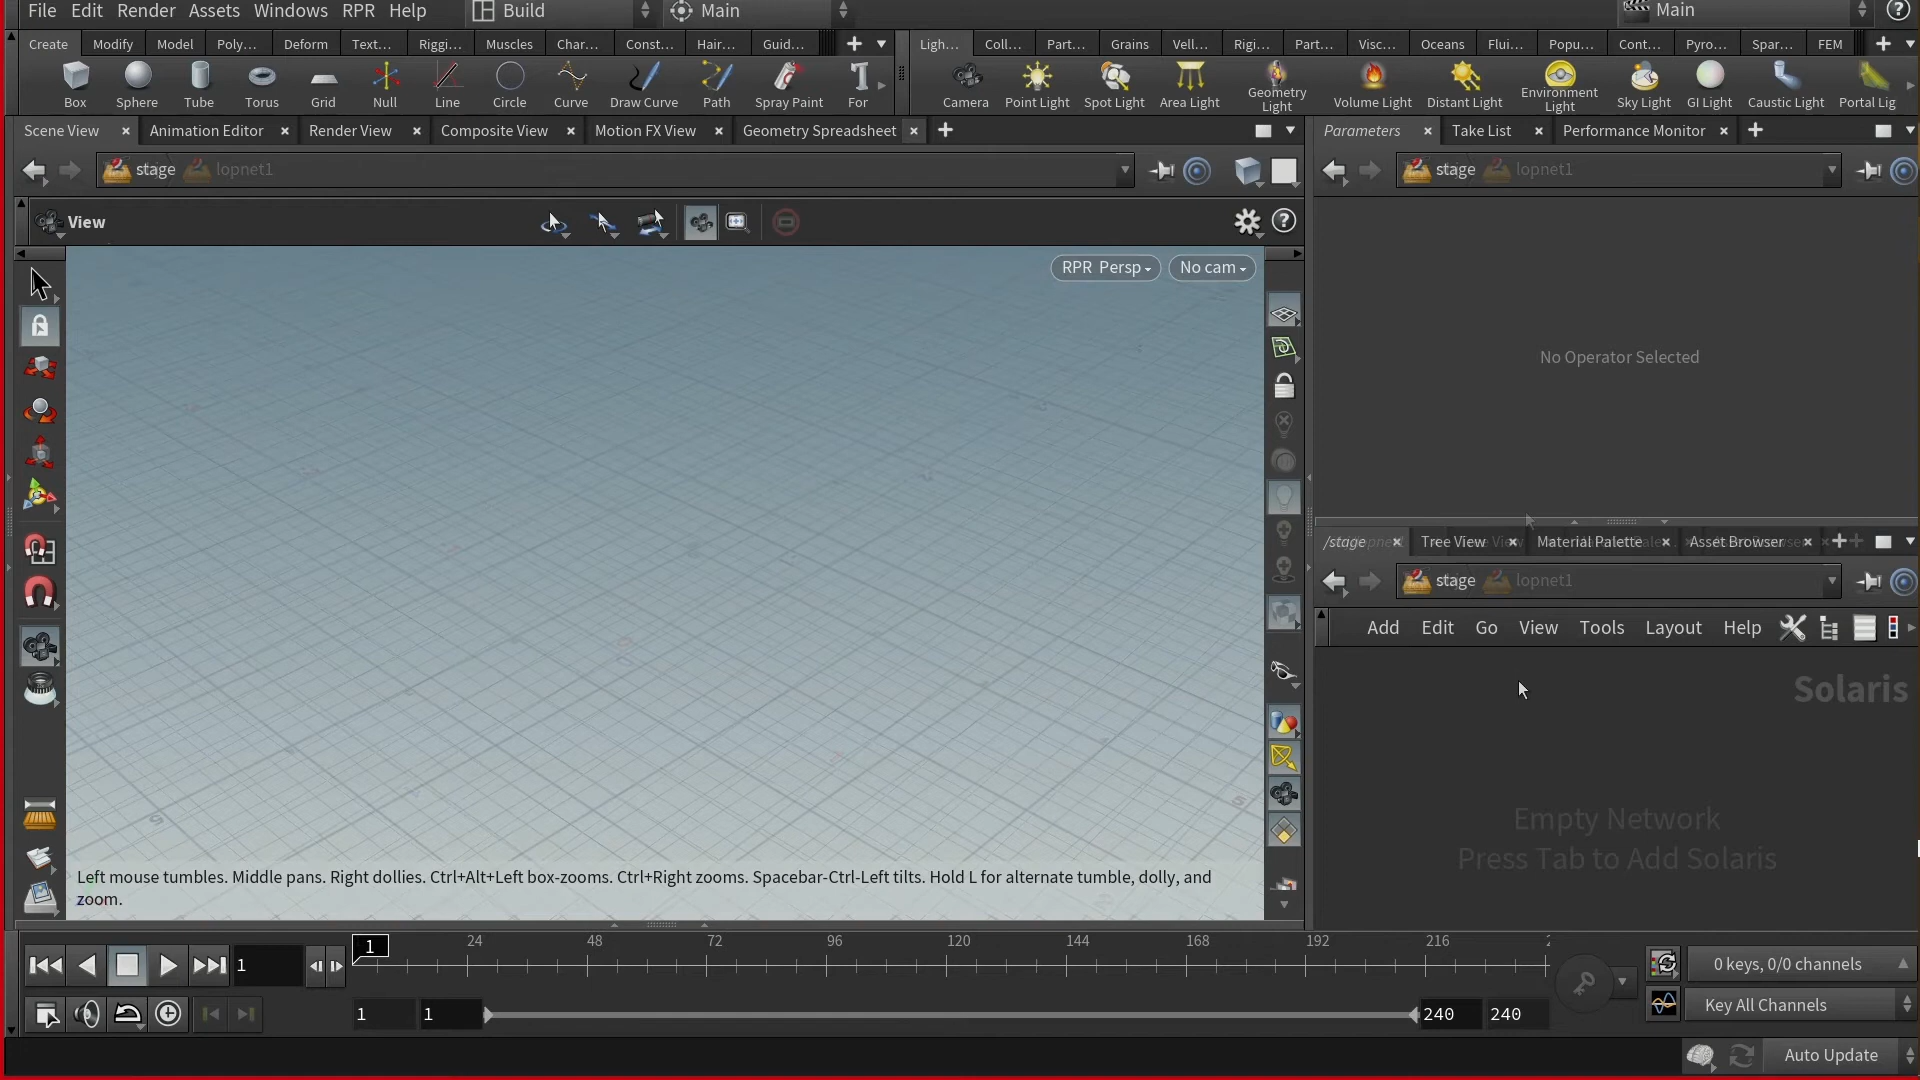 File Edit Render Assets Windows RPR Help Build Main Main
Create Modify Model Poly... Deform Text... Riggi... Muscles Char... Const... Hair... Guid... Ligh... Coll... Part... Grains Vell... Rigi... Part... Visc... Oceans Flui... Popu... Cont... Pyro... Spar... FEM
Box Sphere Tube Torus Grid Null Line Circle Curve Draw Curve Path Spray Paint For Camera Point Light Spot Light Area Light Geometry Light Volume Light Distant Light Environment Light Sky Light GI Light Caustic Light Portal Lig
Scene View Animation Editor Render View Composite View Motion FX View Geometry Spreadsheet Parameters Take List Performance Monitor
stage lopnet1 stage lopnet1
View
RPR Persp No cam
No Operator Selected
/stage Tree View Material Palette Asset Browser
stage lopnet1
Add Edit Go View Tools Layout Help
Solaris
Empty Network
Press Tab to Add Solaris
5 5
Left mouse tumbles. Middle pans. Right dollies. Ctrl+Alt+Left box-zooms. Ctrl+Right zooms. Spacebar-Ctrl-Left tilts. Hold L for alternate tumble, dolly, and
zoom.
1 1 24 48 72 96 120 144 168 192 216 0 keys, 0/0 channels
1 1 240 240 Key All Channels
Auto Update